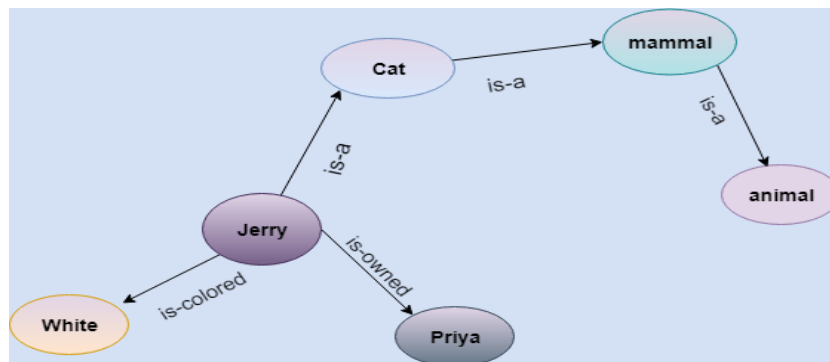 mammal
Cat
is-a
is-a
is-a
animal
Jerry
is-owned
is-colored
White
Priya